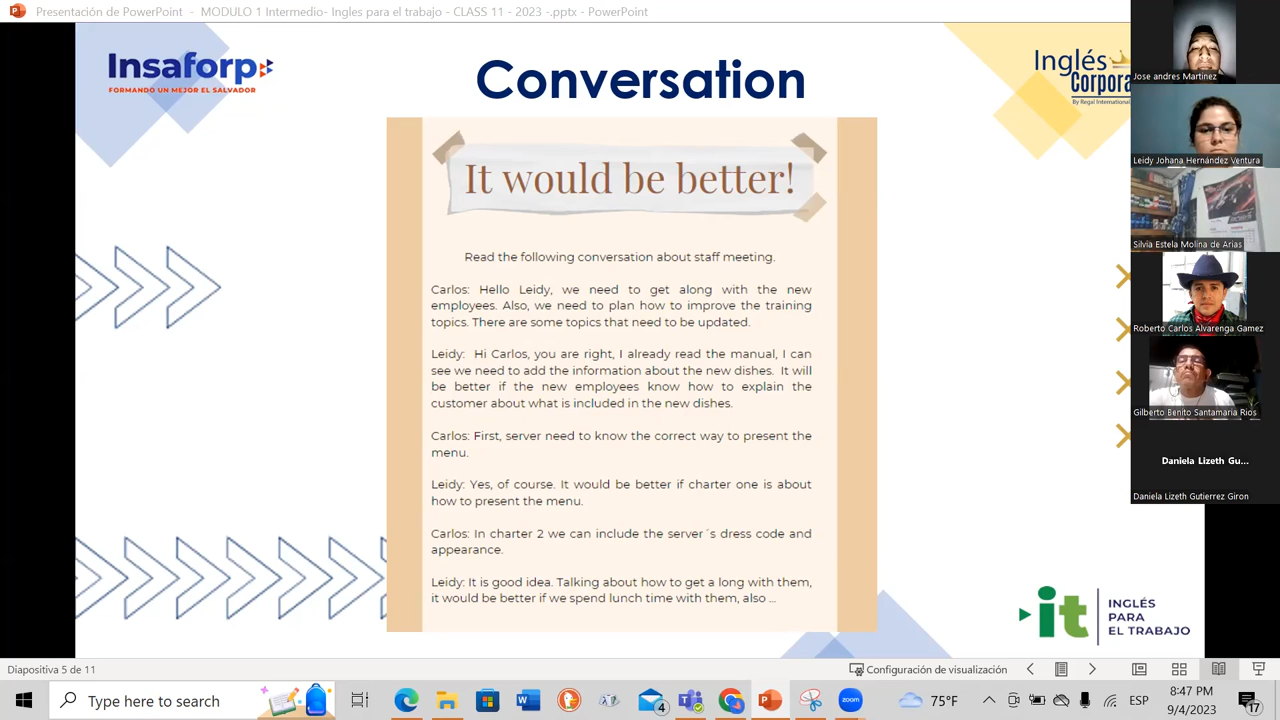 Presentación de PowerPoint - MODULO 1 Intermedio- Ingles para el trabajo - CLASS 11 - 2023 -.pptx - PowerPoint
Insaforp
FORMANDO UN MEJOR EL SALVADOR
Conversation
Inglés
Corpora
By Regal International
It would be better!
Read the following conversation about staff meeting.
Carlos: Hello Leidy, we need to get along with the new
employees. Also, we need to plan how to improve the training
topics. There are some topics that need to be updated.
Leidy: Hi Carlos, you are right, I already read the manual, I can
see we need to add the information about the new dishes. It will
be better if the new employees know how to explain the
customer about what is included in the new dishes.
Carlos: First, server need to know the correct way to present the
menu.
Leidy: Yes, of course. It would be better if charter one is about
how to present the menu.
Carlos: In charter 2 we can include the server´s dress code and
appearance.
Leidy: It is good idea. Talking about how to get a long with them,
it would be better if we spend lunch time with them, also ...
Jose andres Martinez
Leidy Johana Hernández Ventura
Silvia Estela Molina de Arias
Roberto Carlos Alvarenga Gamez
Gilberto Benito Santamaria Rios
Daniela Lizeth Gu...
Daniela Lizeth Gutierrez Giron
it
INGLÉS
PARA
EL TRABAJO
Diapositiva 5 de 11
Configuración de visualización
Type here to search
4
zoom
75°F
ESP
8:47 PM
9/4/2023
17